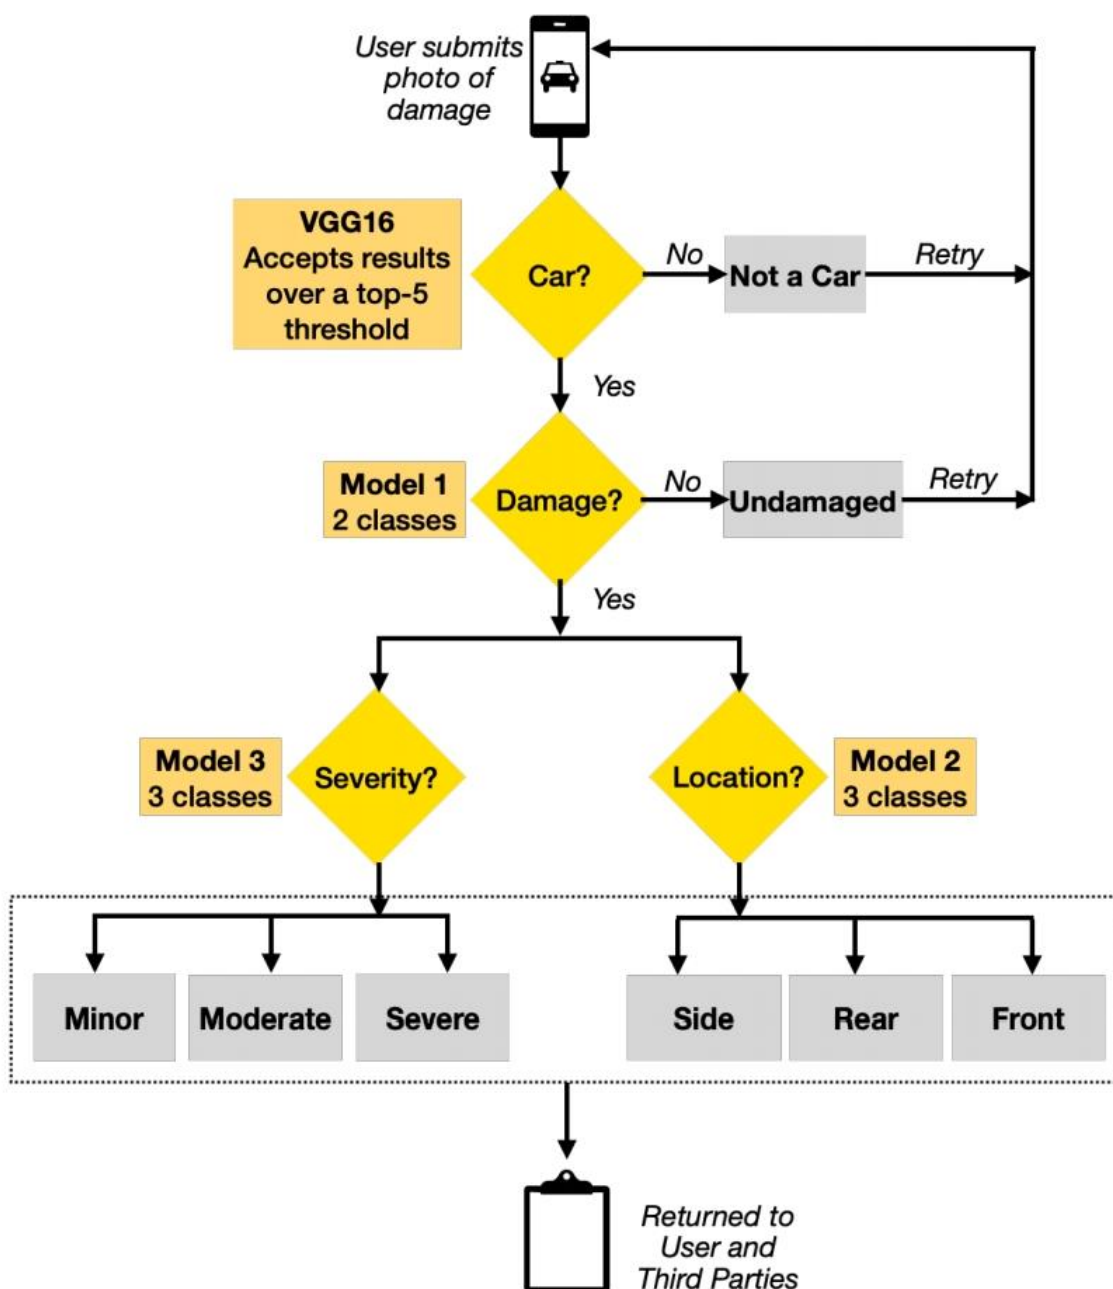 User submits
photo of
damage
VGG16
Accepts results
over a top-5
threshold
Car?
No
Not a Car
Retry
Yes
Model 1
2 classes
Damage?
No
Undamaged
Retry
Yes
Model 3
3 classes
Severity?
Location?
Model 2
3 classes
Minor
Moderate
Severe
Side
Rear
Front
Returned to
User and
Third Parties